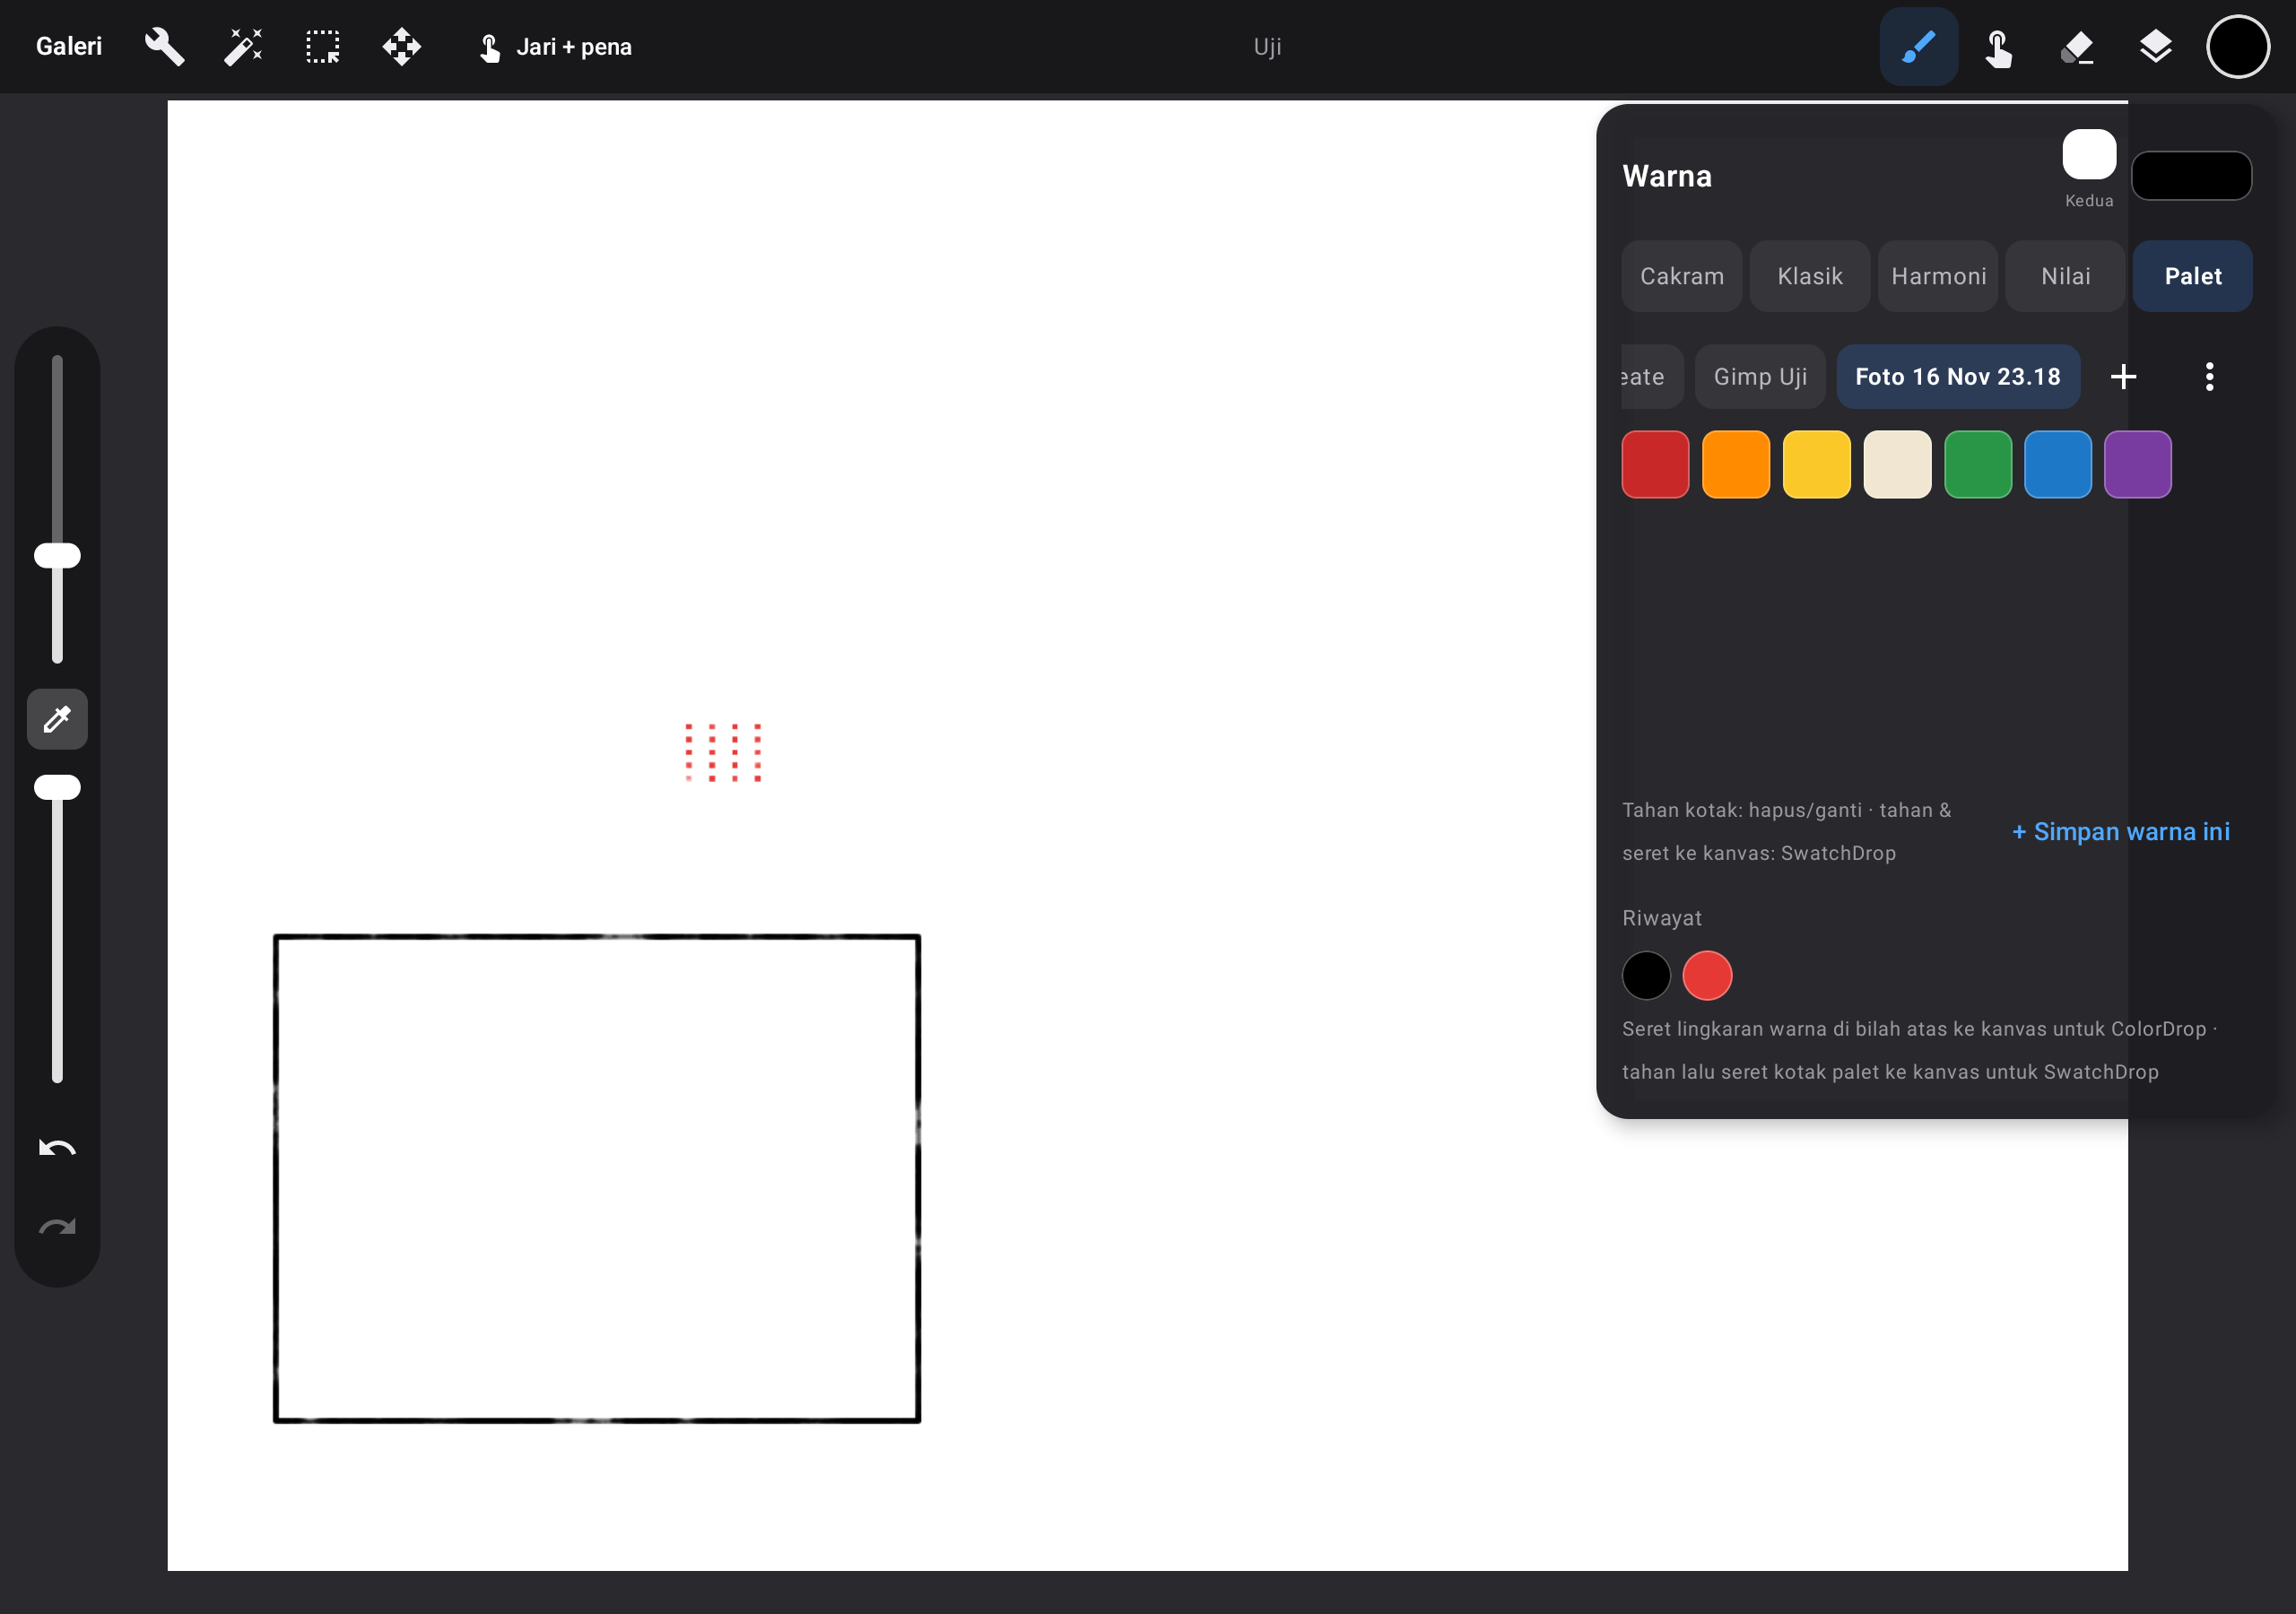 Galeri
Jari + pena
Uji
Warna
Kedua
Cakram
Klasik
Harmoni
Nilai
Palet
eate
Gimp Uji
Foto 16 Nov 23.18
Tahan kotak: hapus/ganti · tahan &
seret ke kanvas: SwatchDrop
+ Simpan warna ini
Riwayat
Seret lingkaran warna di bilah atas ke kanvas untuk ColorDrop ·
tahan lalu seret kotak palet ke kanvas untuk SwatchDrop